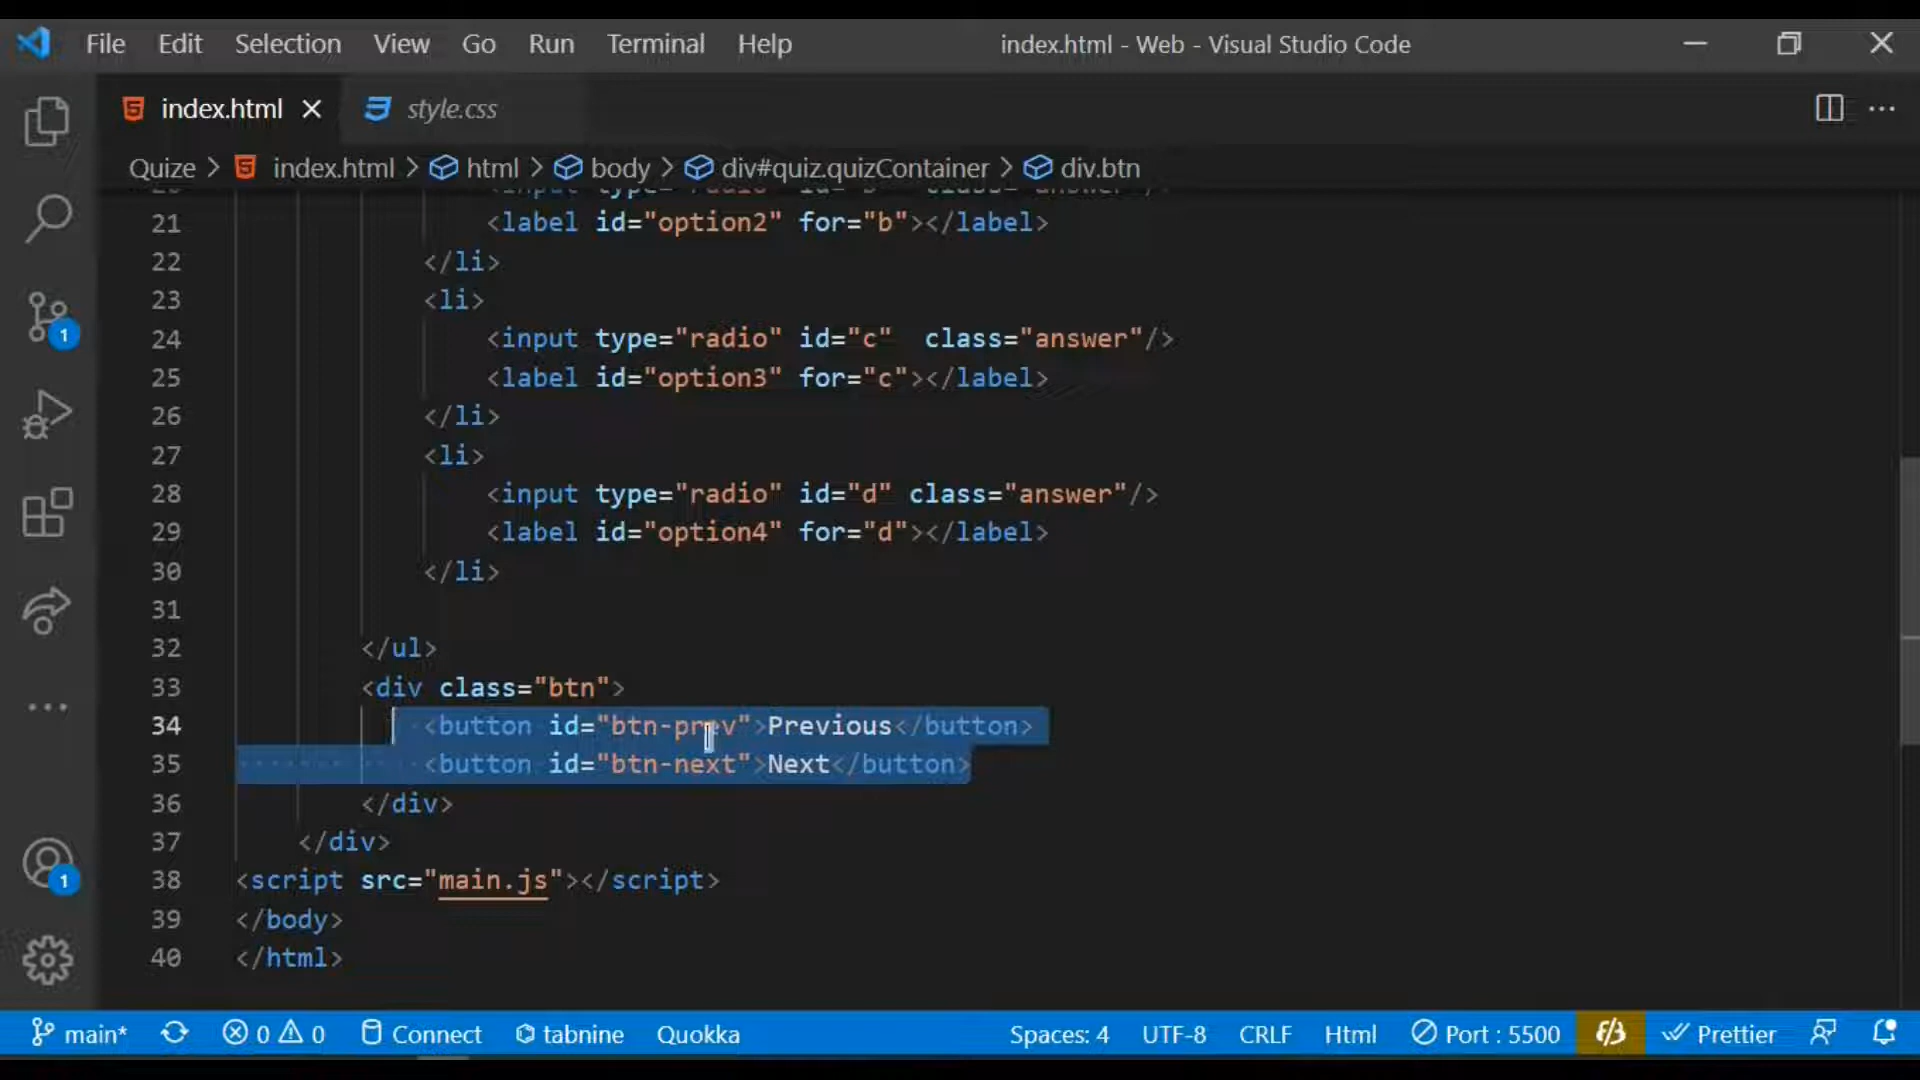 File Edit Selection View Go Run Terminal Help index.html - Web - Visual Studio Code
index.html style.css
Quize > index.html > html > body > div#quiz.quizContainer > div.btn
21 <label id="option2" for="b"></label>
22 </li>
23 <li>
24 <input type="radio" id="c"  class="answer"/>
25 <label id="option3" for="c"></label>
26 </li>
27 <li>
28 <input type="radio" id="d" class="answer"/>
29 <label id="option4" for="d"></label>
30 </li>
31
32 </ul>
33 <div class="btn">
34 <button id="btn-prev">Previous</button>
35 <button id="btn-next">Next</button>
36 </div>
37 </div>
38 <script src="main.js"></script>
39 </body>
40 </html>
1
1
main* 0 0 Connect tabnine Quokka Spaces: 4 UTF-8 CRLF Html Port : 5500 Prettier